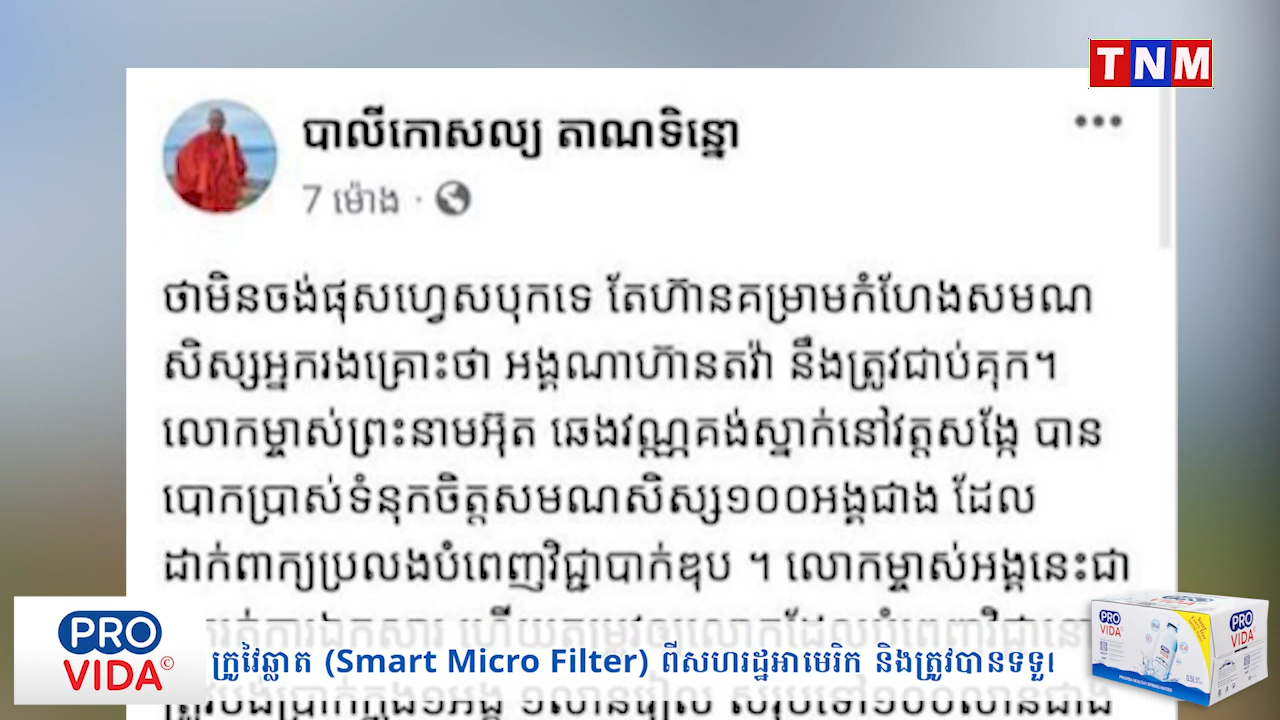 TNM
បាលីកោសល្យ តាណទិន្នោ
7 ម៉ោង ·
ថាមិនចង់ផុសហ្វេសបុកទេ តែហ៊ានគម្រាមកំហែងសមណ
សិស្សអ្នករងគ្រោះថា អង្គណាហ៊ានតវ៉ា នឹងត្រូវជាប់គុក។
លោកម្ចាស់ព្រះនាមអ៊ុត ឆេងវណ្ណគង់ស្នាក់នៅវត្តសង្កែ បាន
បោកប្រាស់ទំនុកចិត្តសមណសិស្ស១០០អង្គជាង ដែល
ដាក់ពាក្យប្រលងបំពេញវិជ្ជាបាក់ឌុប ។ លោកម្ចាស់អង្គនេះជា
PRO VIDA©
ក្រូវៃឆ្លាត (Smart Micro Filter) ពីសហរដ្ឋអាមេរិក និងត្រូវបានទទួ
PRO VIDA
PRO VIDA